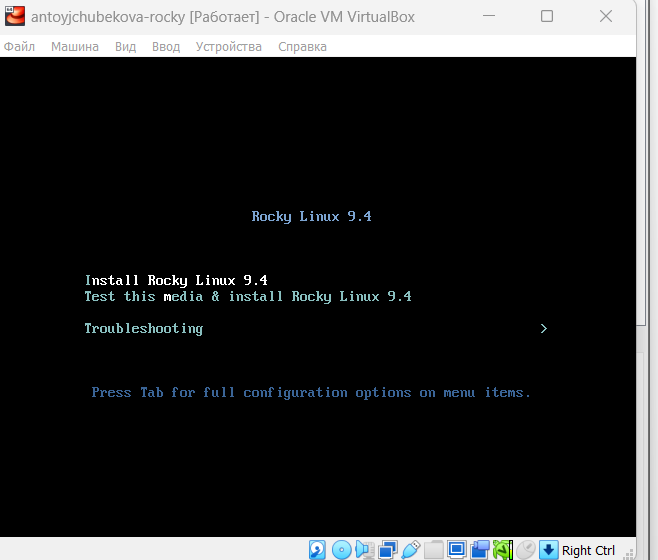 antoyjchubekova-rocky [Работает] - Oracle VM VirtualBox
Файл Машина Вид Ввод Устройства Справка
Rocky Linux 9.4
Install Rocky Linux 9.4
Test this media & install Rocky Linux 9.4
Troubleshooting >
Press Tab for full configuration options on menu items.
Right Ctrl